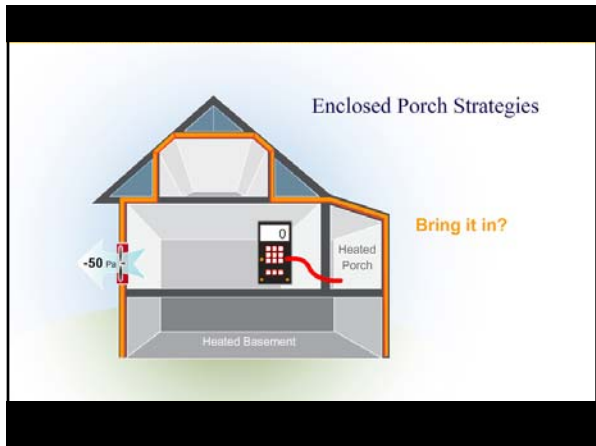 Enclosed Porch Strategies
Bring it in?
0
-50 Pa
Heated
Porch
Heated Basement